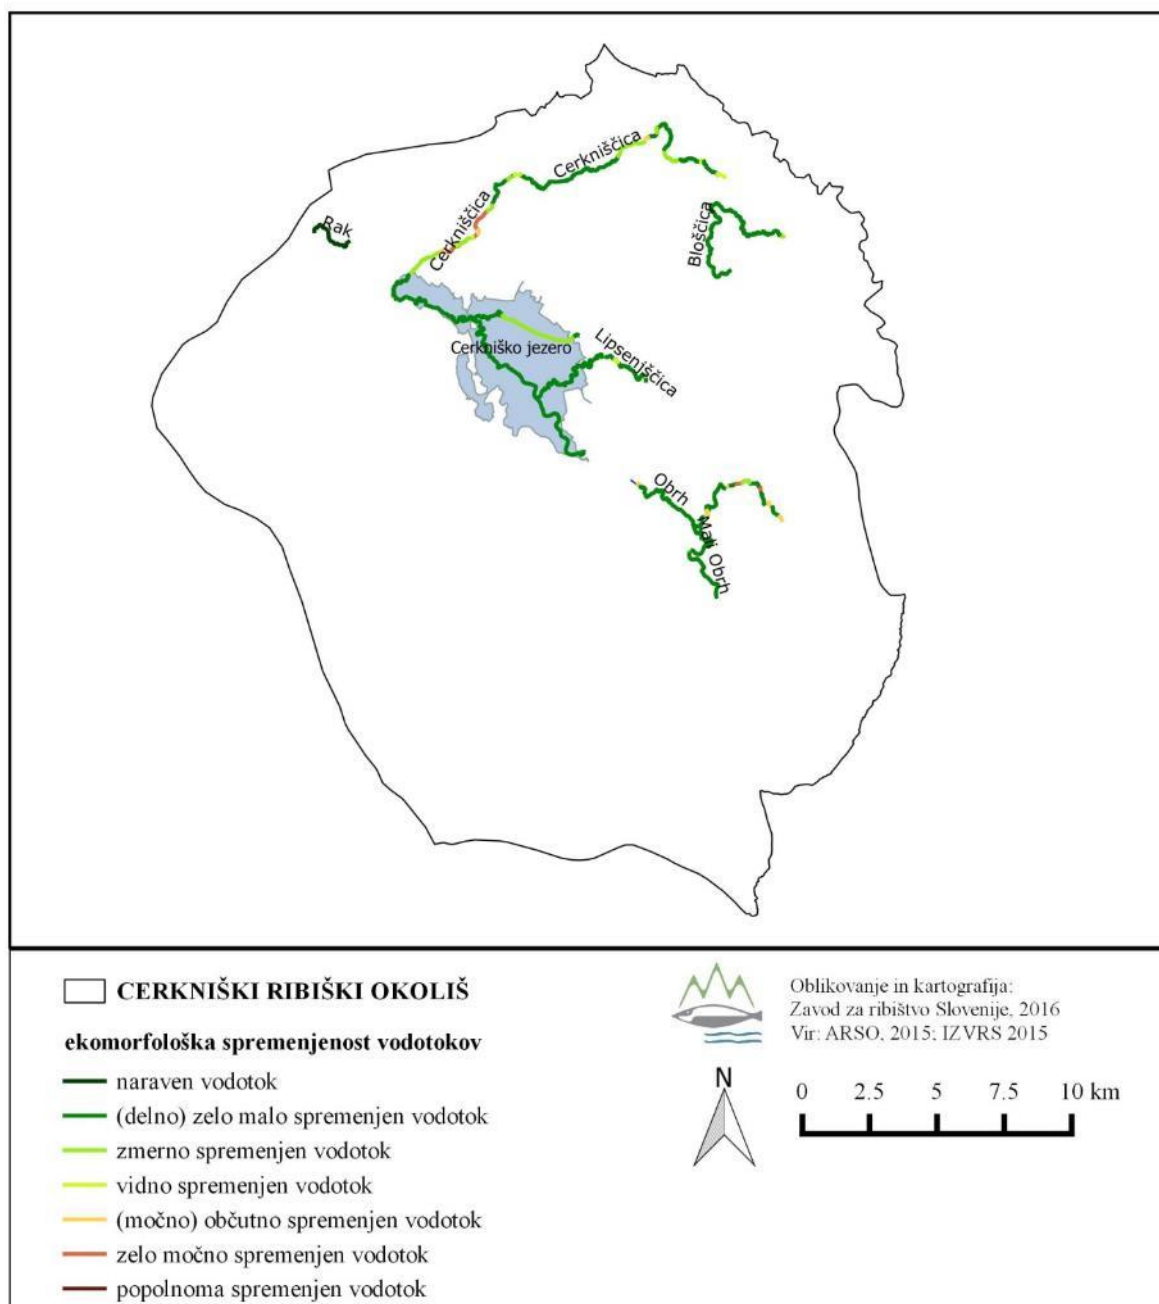 Cerkniščica
Cerkniščica
Rak
Bloščica
Cerkniško jezero
Lipsenjščica
Obrh
Mali Obrh
CERKNIŠKI RIBIŠKI OKOLIŠ
ekomorfološka spremenjenost vodotokov
naraven vodotok
(delno) zelo malo spremenjen vodotok
zmerno spremenjen vodotok
vidno spremenjen vodotok
(močno) občutno spremenjen vodotok
zelo močno spremenjen vodotok
popolnoma spremenjen vodotok
Oblikovanje in kartografija:
Zavod za ribištvo Slovenije, 2016
Vir: ARSO, 2015; IZVRS 2015
N
0 2.5 5 7.5 10 km